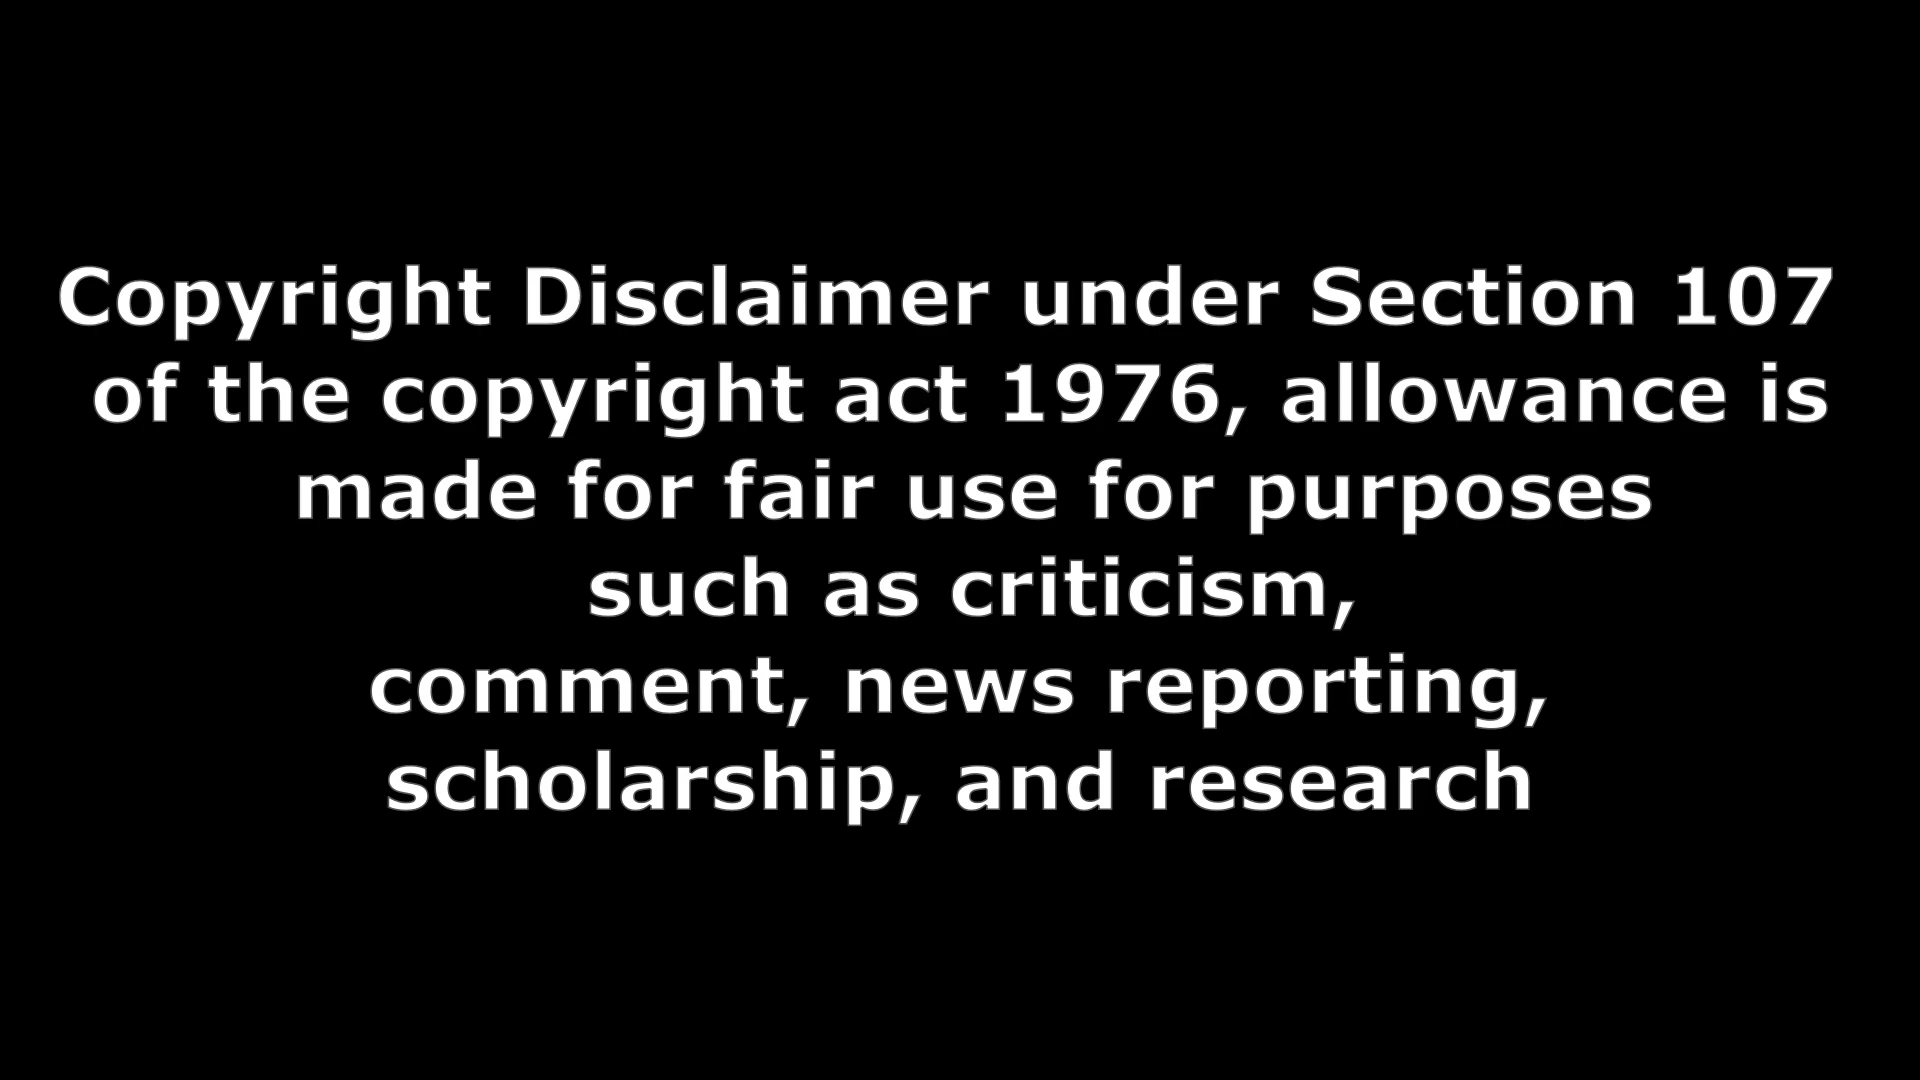 Copyright Disclaimer under Section 107
of the copyright act 1976, allowance is
made for fair use for purposes
such as criticism,
comment, news reporting,
scholarship, and research